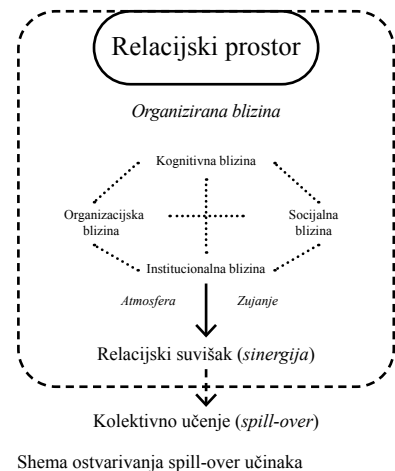 Relacijski prostor
Organizirana blizina
Kognitivna blizina
Organizacijska
blizina
Socijalna
blizina
Institucionalna blizina
Atmosfera
Zujanje
Relacijski suvišak (sinergija)
Kolektivno učenje (spill-over)
Shema ostvarivanja spill-over učinaka